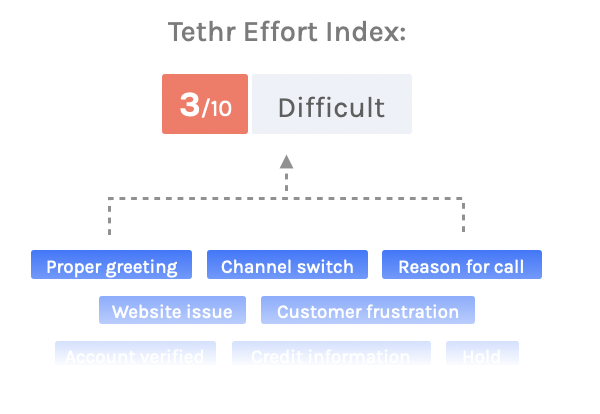 Tethr Effort Index:
3/10 Difficult
Proper greeting Channel switch Reason for call
Website issue Customer frustration
Account verified Credit information Hold